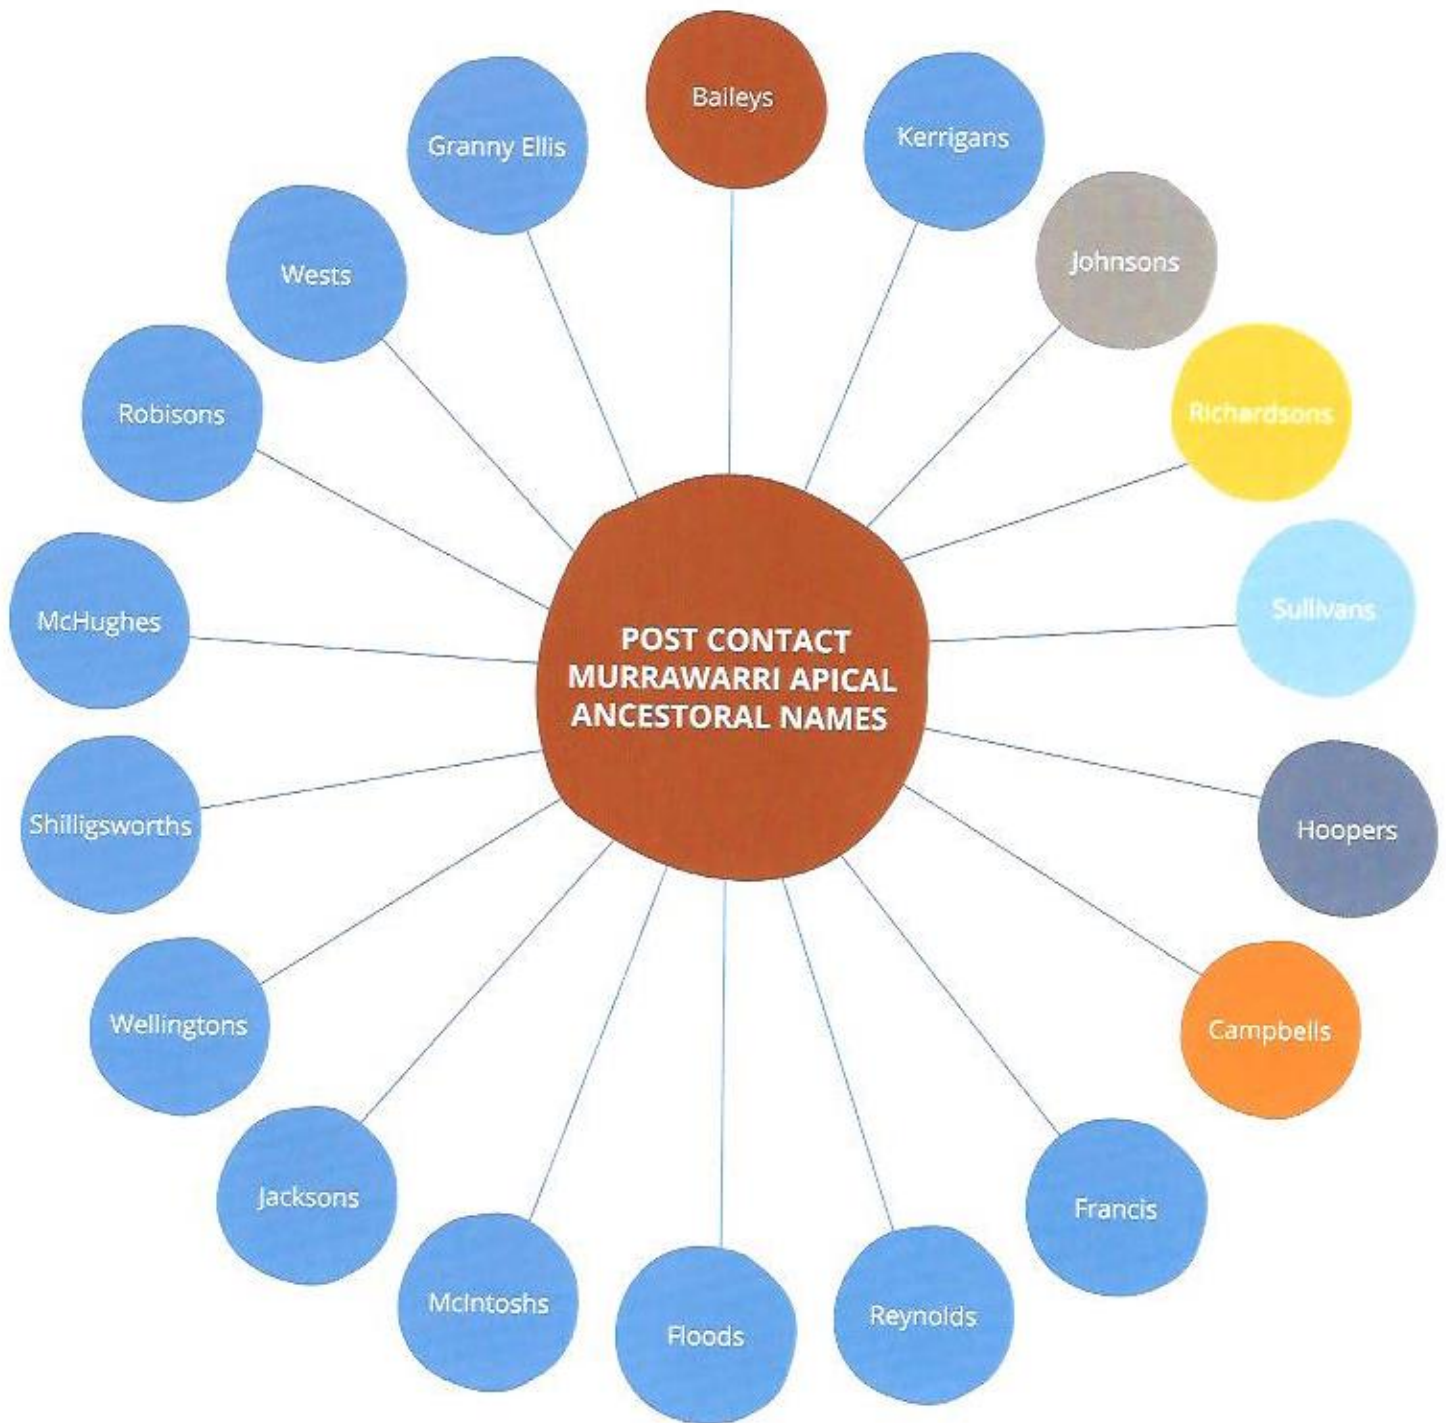 Baileys
Kerrigans
Johnsons
Richardsons
Sullivans
Hoopers
Campbells
Francis
Reynolds
Floods
McIntoshs
Jacksons
Wellingtons
Shilligsworths
McHughes
Robisons
Wests
Granny Ellis
POST CONTACT
MURRAWARRI APICAL
ANCESTORAL NAMES